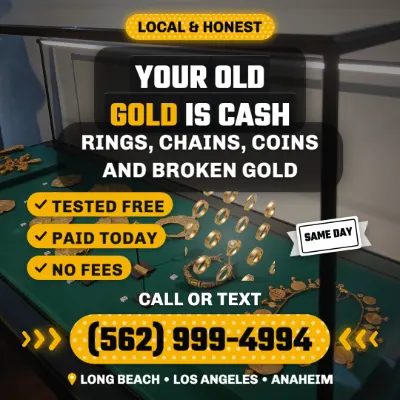 LOCAL & HONEST
YOUR OLD
GOLD IS CASH
RINGS, CHAINS, COINS
AND BROKEN GOLD
TESTED FREE
PAID TODAY
NO FEES
SAME DAY
CALL OR TEXT
(562) 999-4994
LONG BEACH • LOS ANGELES • ANAHEIM